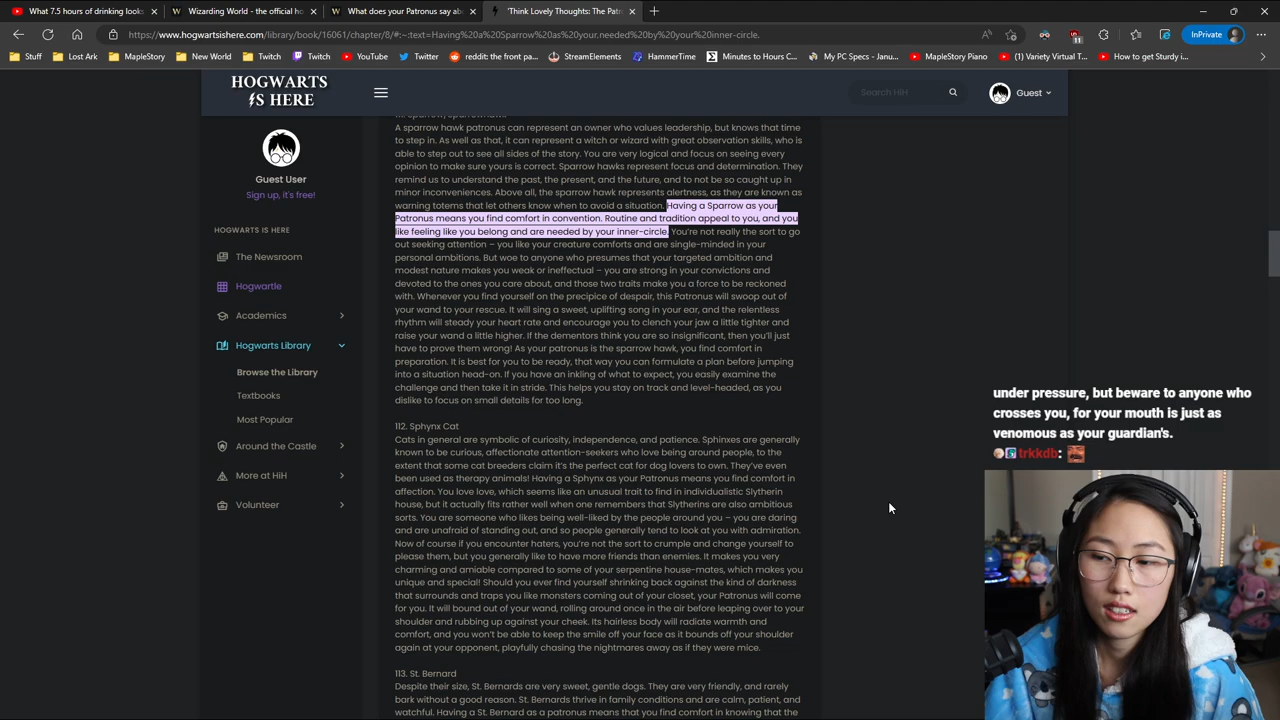 What 7.5 hours of drinking looks
Wizarding World - the official ho
What does your Patronus say ab
'Think Lovely Thoughts: The Pat
https://www.hogwartsishere.com/library/book/16061/chapter/8/#:~:text=Having%20a%20Sparrow%20as%20your,needed%20by%20your%20inner-circle.
InPrivate
Stuff
Lost Ark
MapleStory
New World
Twitch
Twitch
YouTube
Twitter
reddit: the front pa...
StreamElements
HammerTime
Minutes to Hours C...
My PC Specs - Janu...
MapleStory Piano
(1) Variety Virtual T...
How to get Sturdy i...
HOGWARTS
IS HERE
Search HiH
Guest
Guest User
Sign up, it's free!
HOGWARTS IS HERE
The Newsroom
Hogwartle
Academics
Hogwarts Library
Browse the Library
Textbooks
Most Popular
Around the Castle
More at HiH
Volunteer
A sparrow hawk patronus can represent an owner who values leadership, but knows that time
to step in. As well as that, it can represent a witch or wizard with great observation skills, who is
able to step out to see all sides of the story. You are very logical and focus on seeing every
opinion to make sure yours is correct. Sparrow hawks represent focus and determination. They
remind us to understand the past, the present, and the future, and to not be so caught up in
minor inconveniences. Above all, the sparrow hawk represents alertness, as they are known as
warning totems that let others know when to avoid a situation. Having a Sparrow as your
Patronus means you find comfort in convention. Routine and tradition appeal to you, and you
like feeling like you belong and are needed by your inner-circle. You're not really the sort to go
out seeking attention – you like your creature comforts and are single-minded in your
personal ambitions. But woe to anyone who presumes that your targeted ambition and
modest nature makes you weak or ineffectual – you are strong in your convictions and
devoted to the ones you care about, and those two traits make you a force to be reckoned
with. Whenever you find yourself on the precipice of despair, this Patronus will swoop out of
your wand to your rescue. It will sing a sweet, uplifting song in your ear, and the relentless
rhythm will steady your heart rate and encourage you to clench your jaw a little tighter and
raise your wand a little higher. If the dementors think you are so insignificant, then you'll just
have to prove them wrong! As your patronus is the sparrow hawk, you find comfort in
preparation. It is best for you to be ready, that way you can formulate a plan before jumping
into a situation head-on. If you have an inkling of what to expect, you easily examine the
challenge and then take it in stride. This helps you stay on track and level-headed, as you
dislike to focus on small details for too long.
112. Sphynx Cat
Cats in general are symbolic of curiosity, independence, and patience. Sphinxes are generally
known to be curious, affectionate attention-seekers who love being around people, to the
extent that some cat breeders claim it's the perfect cat for dog lovers to own. They've even
been used as therapy animals! Having a Sphynx as your Patronus means you find comfort in
affection. You love love, which seems like an unusual trait to find in individualistic Slytherin
house, but it actually fits rather well when one remembers that Slytherins are also ambitious
sorts. You are someone who likes being well-liked by the people around you – you are daring
and are unafraid of standing out, and so people generally tend to look at you with admiration.
Now of course if you encounter haters, you're not the sort to crumple and change yourself to
please them, but you generally like to have more friends than enemies. It makes you very
charming and amiable compared to some of your serpentine house-mates, which makes you
unique and special! Should you ever find yourself shrinking back against the kind of darkness
that surrounds and traps you like monsters coming out of your closet, your Patronus will come
for you. It will bound out of your wand, rolling around once in the air before leaping over to your
shoulder and rubbing up against your cheek. Its hairless body will radiate warmth and
comfort, and you won't be able to keep the smile off your face as it bounds off your shoulder
again at your opponent, playfully chasing the nightmares away as if they were mice.
113. St. Bernard
Despite their size, St. Bernards are very sweet, gentle dogs. They are very friendly, and rarely
bark without a good reason. St. Bernards thrive in family conditions and are calm, patient, and
watchful. Having a St. Bernard as a patronus means that you find comfort in knowing that the
under pressure, but beware to anyone who
crosses you, for your mouth is just as
venomous as your guardian's.
trkkdb: